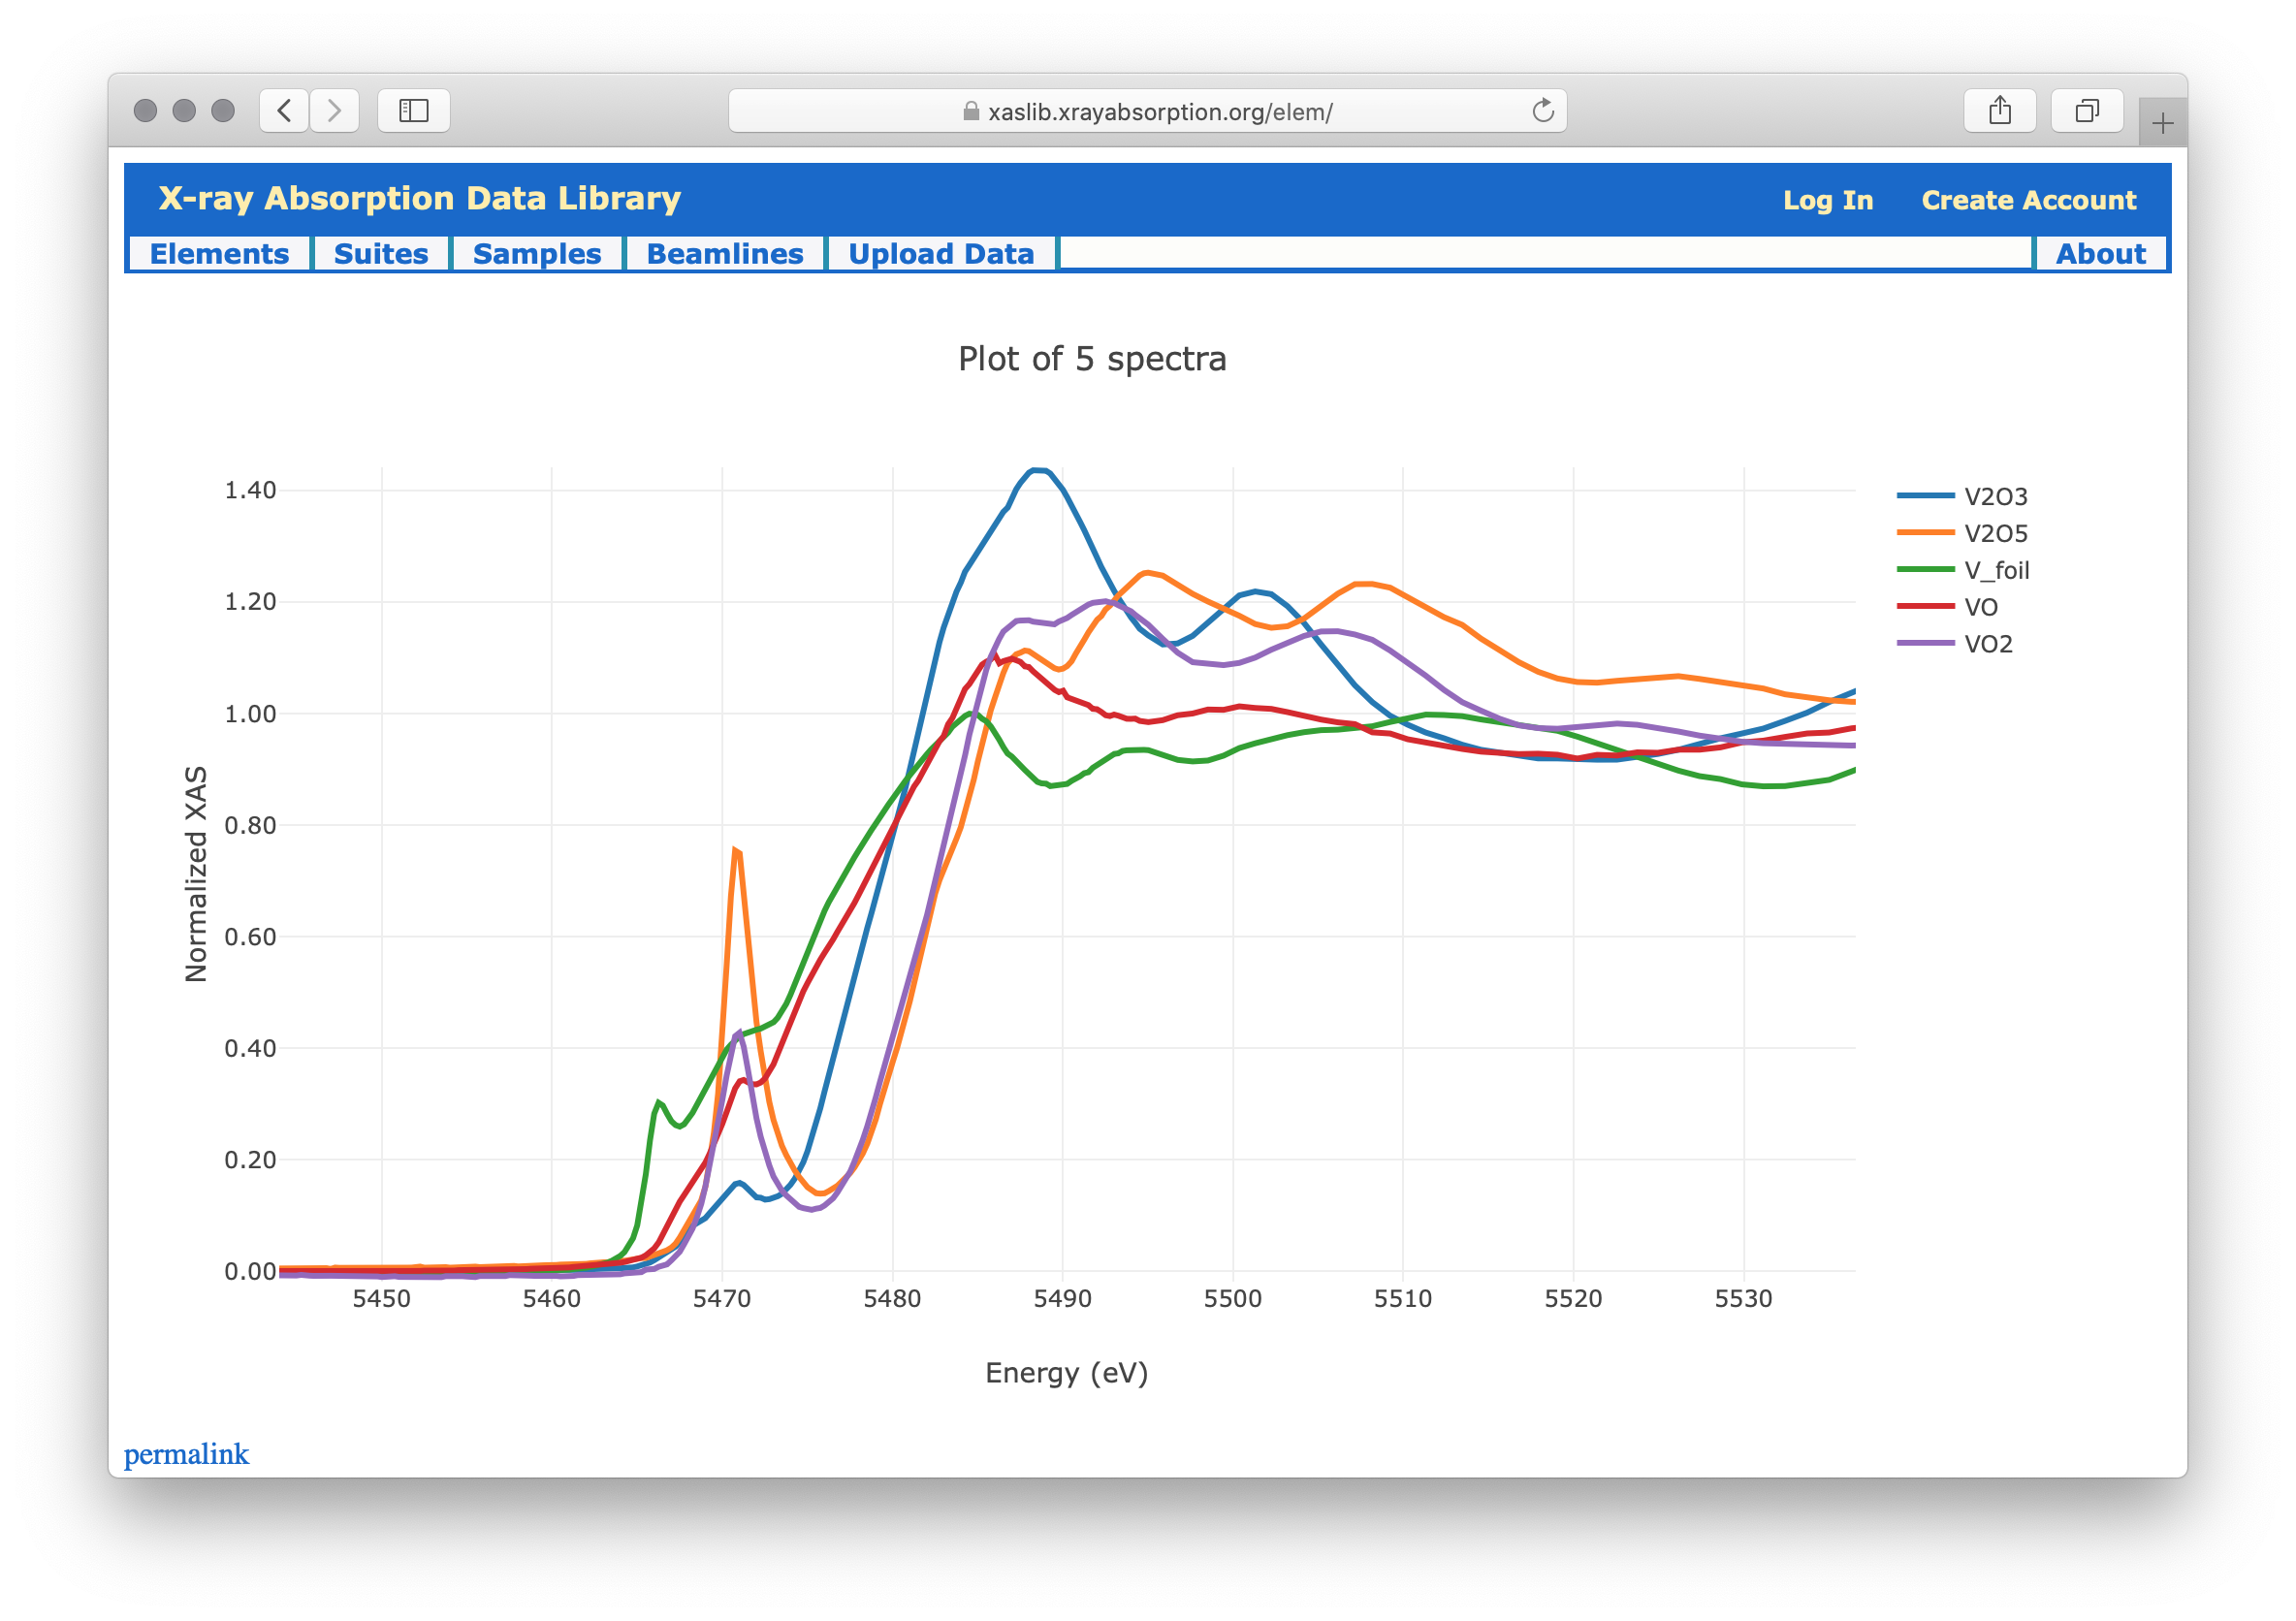 xaslib.xrayabsorption.org/elem/
X-ray Absorption Data Library
Log In
Create Account
Elements
Suites
Samples
Beamlines
Upload Data
About
Plot of 5 spectra
1.40
1.20
1.00
0.80
0.60
0.40
0.20
0.00
Normalized XAS
5450
5460
5470
5480
5490
5500
5510
5520
5530
Energy (eV)
V2O3
V2O5
V_foil
VO
VO2
permalink